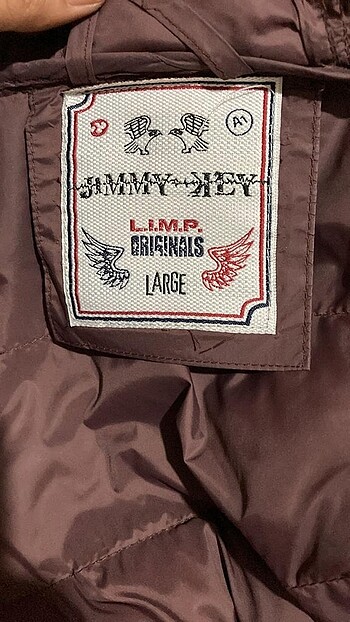 A1
JIMMY KEY
L.I.M.P.
ORIGINALS
LARGE